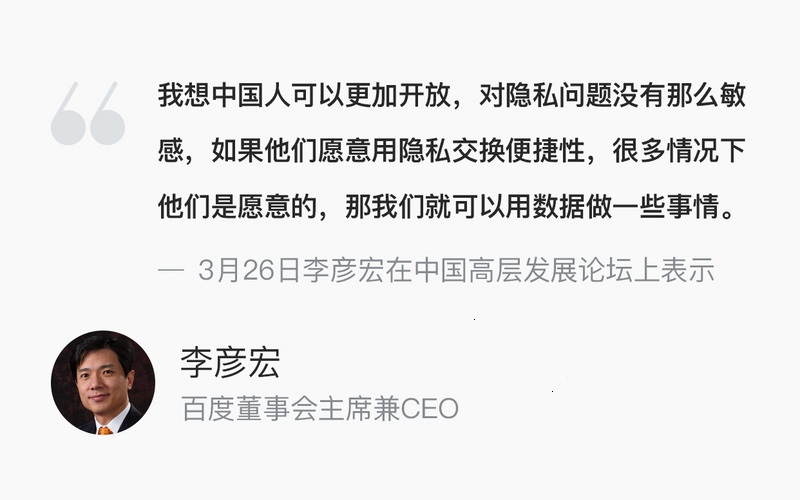 我想中国人可以更加开放，对隐私问题没有那么敏
感，如果他们愿意用隐私交换便捷性，很多情况下
他们是愿意的，那我们就可以用数据做一些事情。
— 3月26日李彦宏在中国高层发展论坛上表示
李彦宏
百度董事会主席兼CEO